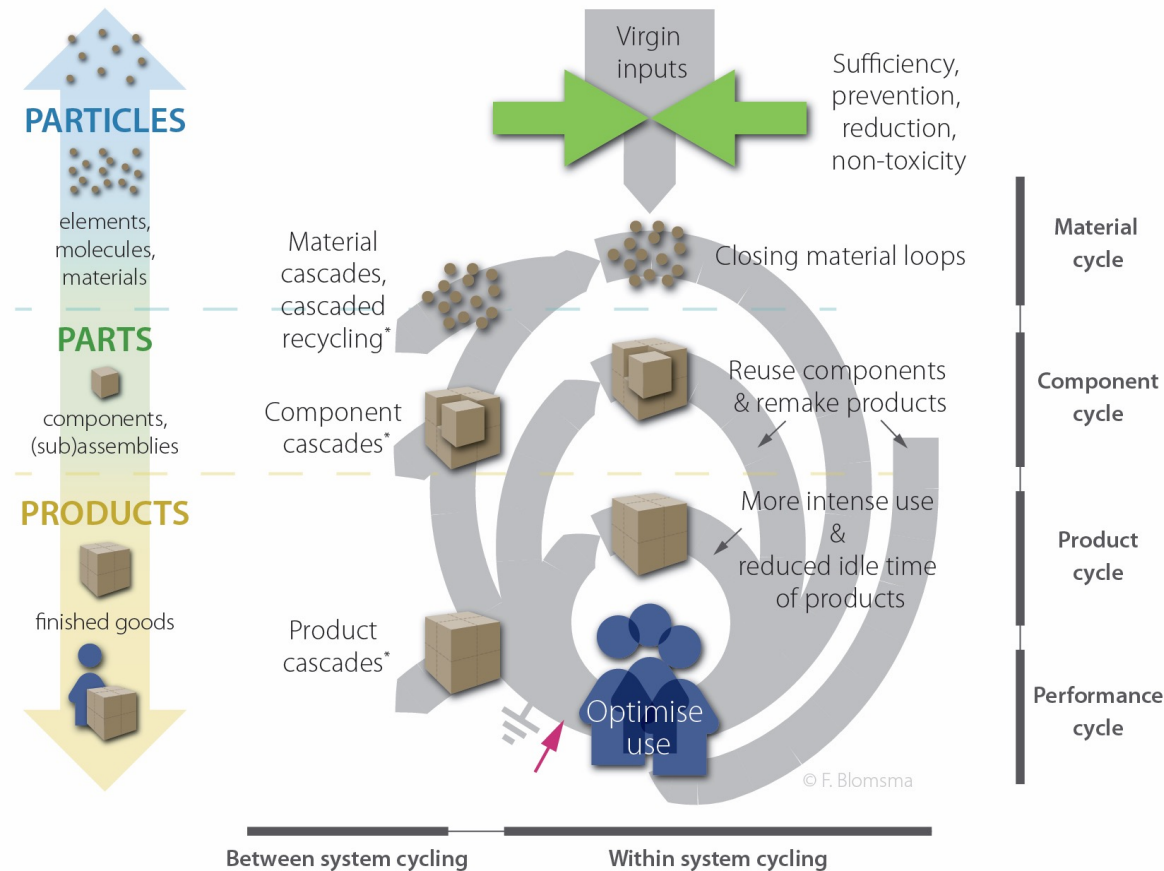 Virgin
inputs
Sufficiency,
prevention,
reduction,
non-toxicity
PARTICLES
elements,
molecules,
materials
PARTS
components,
(sub)assemblies
PRODUCTS
finished goods
Material
cascades,
cascaded
recycling*
Component
cascades*
Product
cascades*
Closing material loops
Reuse components
& remake products
More intense use
&
reduced idle time
of products
Optimise
use
© F. Blomsma
Material
cycle
Component
cycle
Product
cycle
Performance
cycle
Between system cycling
Within system cycling